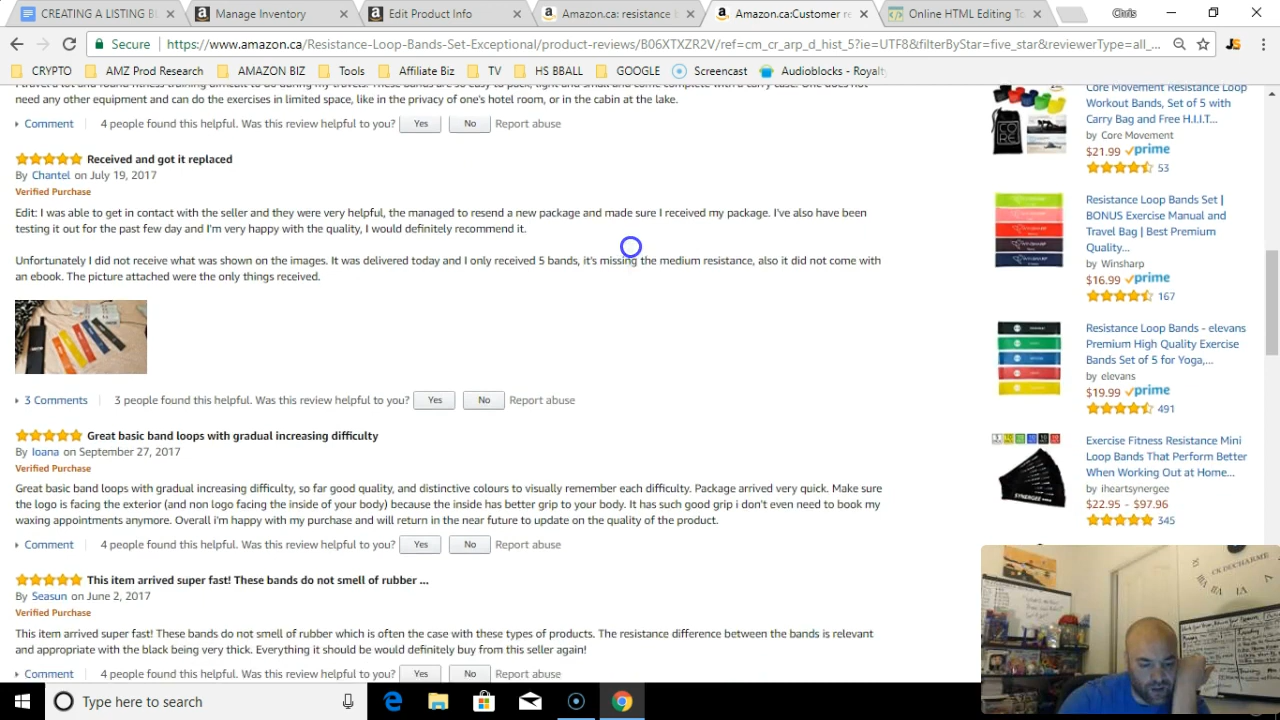 CREATING A LISTING BL
Manage Inventory
Edit Product Info
Amazon.ca: resistance b
Amazon.ca:Customer re
Online HTML Editing To
Chris
Secure
https://www.amazon.ca/Resistance-Loop-Bands-Set-Exceptional/product-reviews/B06XTXZR2V/ref=cm_cr_arp_d_hist_5?ie=UTF8&filterByStar=five_star&reviewerType=all_...
CRYPTO
AMZ Prod Research
AMAZON BIZ
Tools
Affiliate Biz
TV
HS BBALL
GOOGLE
Screencast
Audioblocks - Royalt
need any other equipment and can do the exercises in limited space, like in the privacy of one's hotel room, or in the cabin at the lake.
Comment
4 people found this helpful. Was this review helpful to you?
Yes
No
Report abuse
Received and got it replaced
By Chantel on July 19, 2017
Verified Purchase
Edit: I was able to get in contact with the seller and they were very helpful, the managed to resend a new package and made sure I received my package. I've also have been
testing it out for the past few day and I'm very happy with the quality, I would definitely recommend it.
Unfortunately I did not receive what was shown on the image. It was delivered today and I only received 5 bands, it's missing the medium resistance, also it did not come with
an ebook. The picture attached were the only things received.
3 Comments
3 people found this helpful. Was this review helpful to you?
Yes
No
Report abuse
Great basic band loops with gradual increasing difficulty
By Ioana on September 27, 2017
Verified Purchase
Great basic band loops with gradual increasing difficulty, so far good quality, and distinctive colours to visually remember each difficulty. Package arrived very quick. Make sure
the logo is facing the exterior (and non logo facing the inside your body) because the inside has better grip to your body. It has such good grip i don't even need to book my
waxing appointments anymore. Overall i'm happy with my purchase and will return in the near future to update on the quality of the product.
Comment
4 people found this helpful. Was this review helpful to you?
Yes
No
Report abuse
This item arrived super fast! These bands do not smell of rubber ...
By Seasun on June 2, 2017
Verified Purchase
This item arrived super fast! These bands do not smell of rubber which is often the case with these types of products. The resistance difference between the bands is relevant
and appropriate with the black being very thick. Everything it should be would definitely buy from this seller again!
Comment
4 people found this helpful. Was this review helpful to you?
Yes
No
Report abuse
Core Movement Resistance Loop
Workout Bands, Set of 5 with
Carry Bag and Free H.I.I.T...
by Core Movement
$21.99 prime
53
Resistance Loop Bands Set |
BONUS Exercise Manual and
Travel Bag | Best Premium
Quality...
by Winsharp
$16.99 prime
167
Resistance Loop Bands - elevans
Premium High Quality Exercise
Bands Set of 5 for Yoga,...
by elevans
$19.99 prime
491
Exercise Fitness Resistance Mini
Loop Bands That Perform Better
When Working Out at Home...
by iheartsynergee
$22.95 - $97.96
345
CORE
SYNERGEE
CK DUCHARME
Type here to search